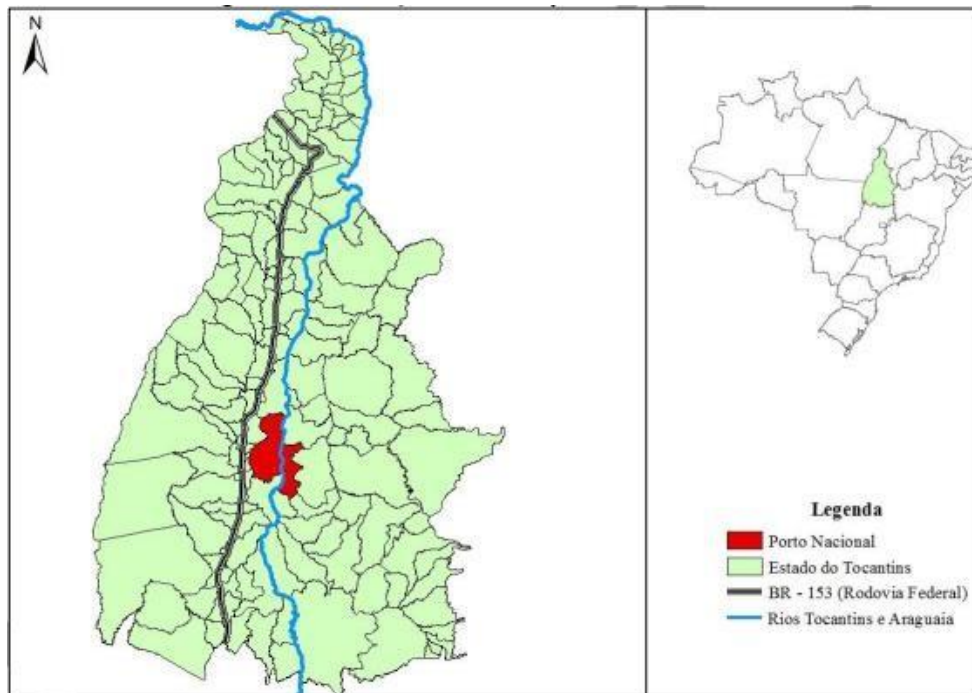 N
Legenda
Porto Nacional
Estado do Tocantins
BR - 153 (Rodovia Federal)
Rios Tocantins e Araguaia